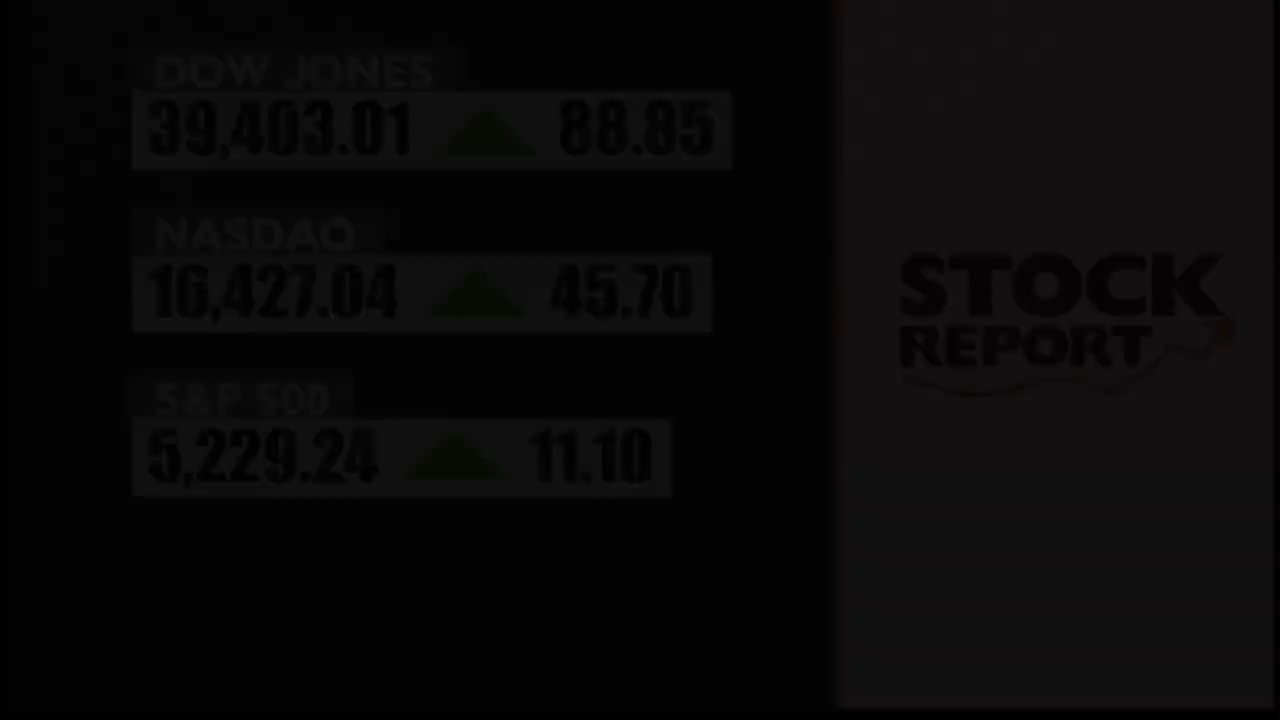 DOW JONES
39,403.01 88.85
NASDAQ
16,427.04 45.70
S&P 500
5,229.24 11.10
STOCK
REPORT